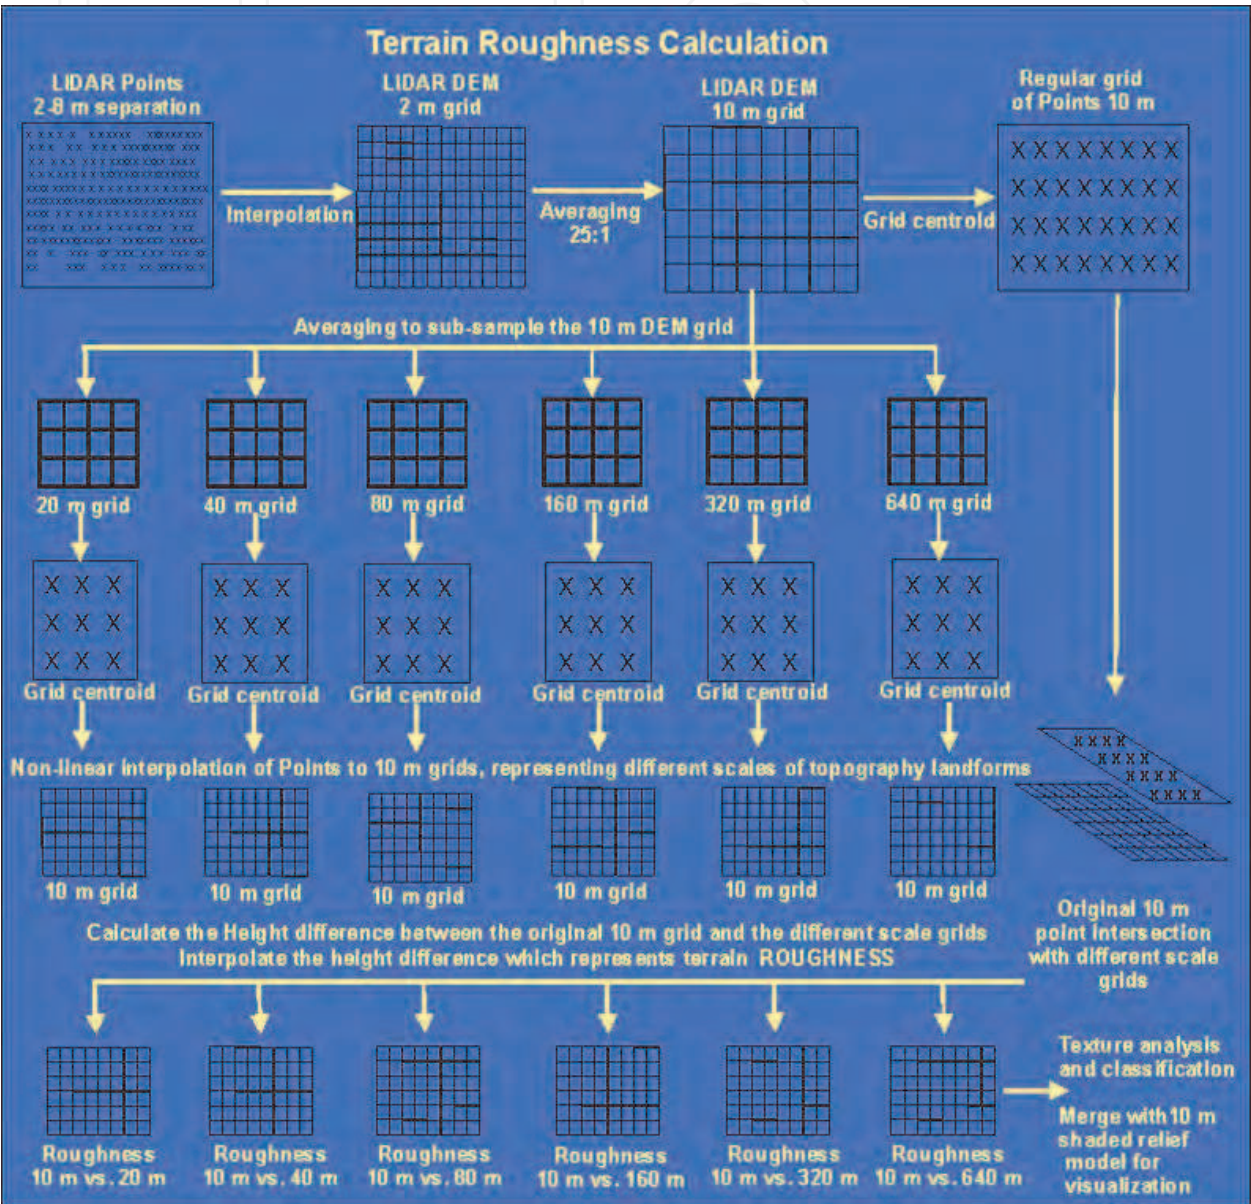 Terrain Roughness Calculation
LIDAR Points
2-8 m separation
LIDAR DEM
2 m grid
LIDAR DEM
10 m grid
Regular grid
of Points 10 m
Interpolation
Averaging
25:1
Grid centroid
Averaging to sub-sample the 10 m DEM grid
20 m grid
40 m grid
80 m grid
160 m grid
320 m grid
640 m grid
Grid centroid
Grid centroid
Grid centroid
Grid centroid
Grid centroid
Grid centroid
Non-linear interpolation of Points to 10 m grids, representing different scales of topography landforms
10 m grid
10 m grid
10 m grid
10 m grid
10 m grid
10 m grid
Original 10 m
point intersection
with different scale
grids
Calculate the Height difference between the original 10 m grid and the different scale grids
Interpolate the height difference which represents terrain ROUGHNESS
Roughness
10 m vs. 20 m
Roughness
10 m vs. 40 m
Roughness
10 m vs. 80 m
Roughness
10 m vs. 160 m
Roughness
10 m vs. 320 m
Roughness
10 m vs. 640 m
Texture analysis
and classification
Merge with 10 m
shaded relief
model for
visualization